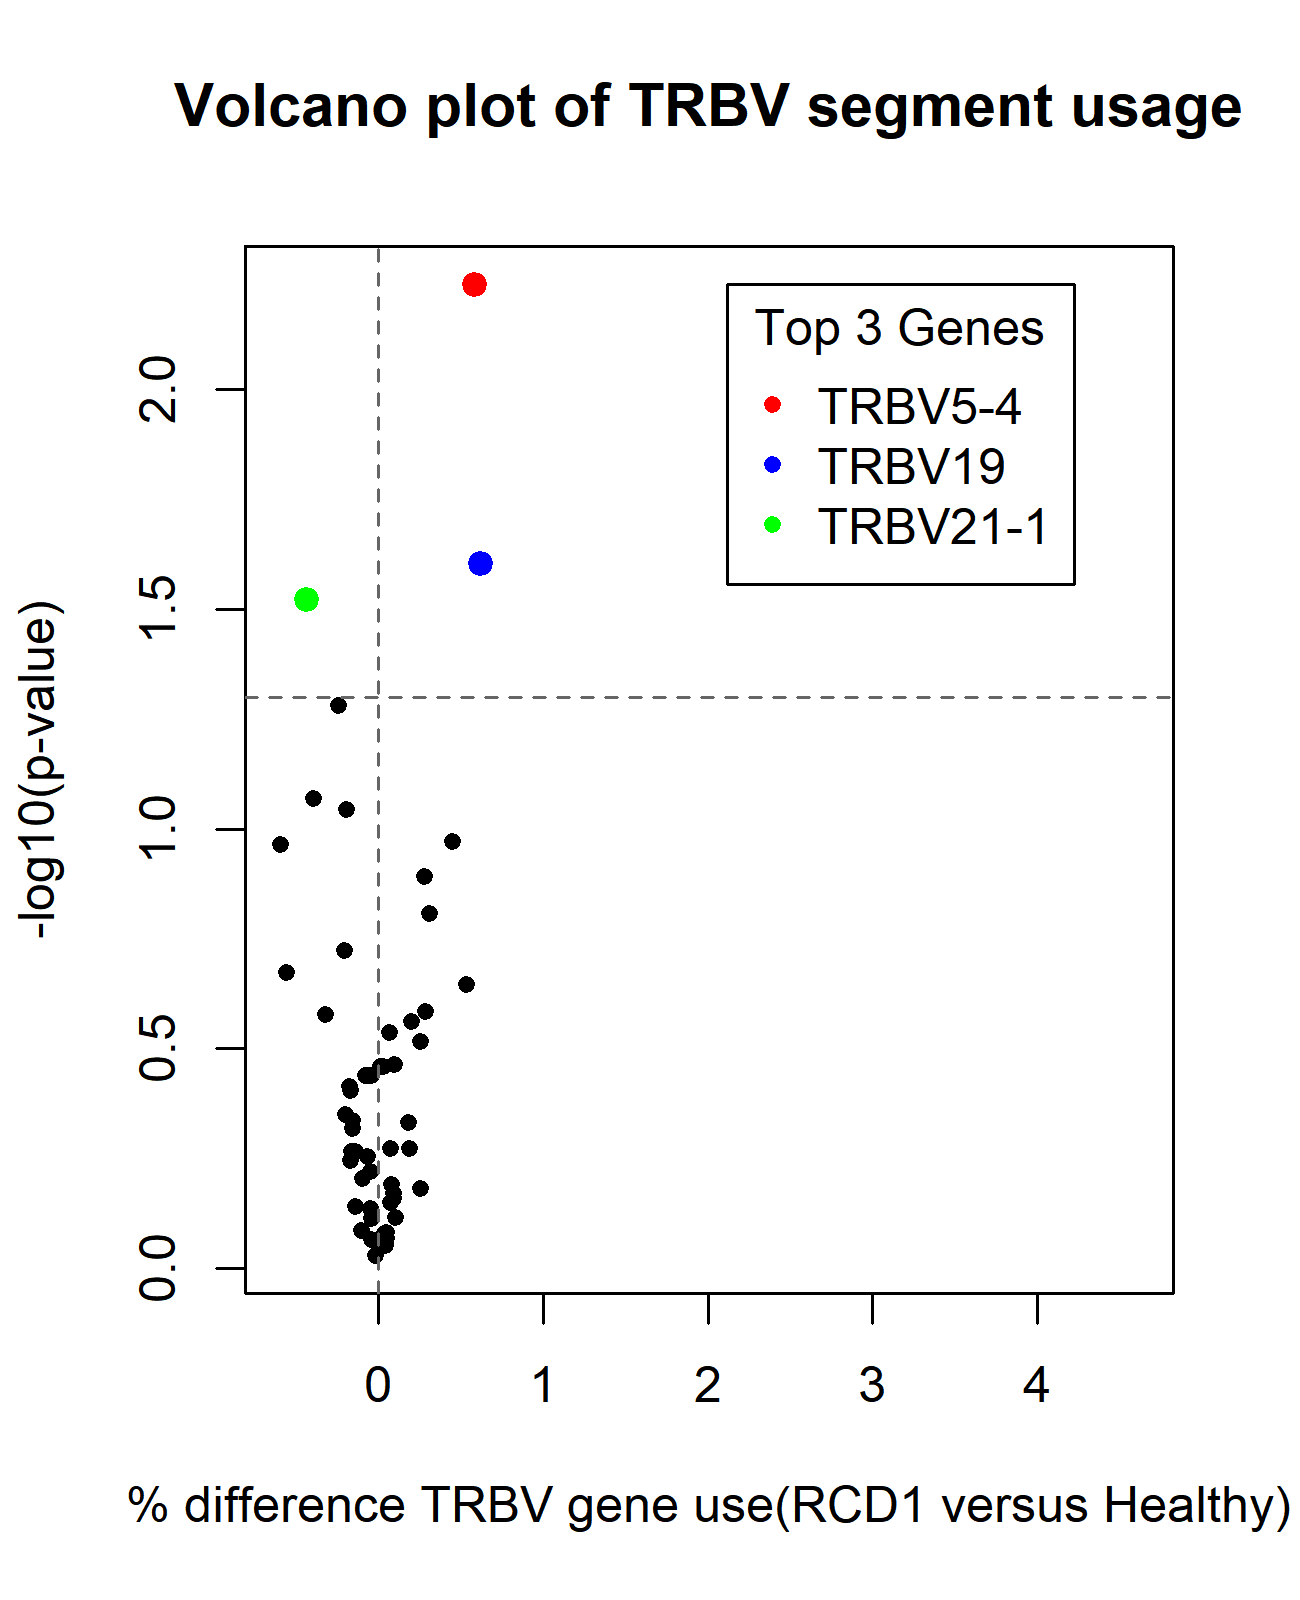 Volcano plot of TRBV segment usage
Top 3 Genes
TRBV5-4
TRBV19
TRBV21-1
-log10(p-value)
2.0
1.5
1.0
0.5
0.0
0 1 2 3 4
% difference TRBV gene use(RCD1 versus Healthy)